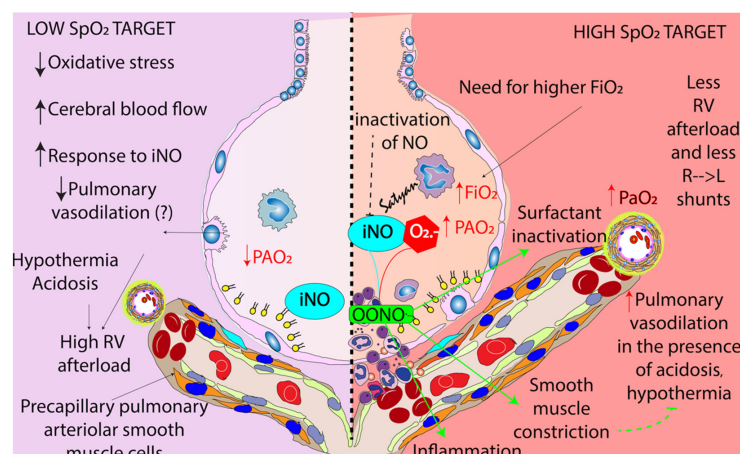 LOW SpO₂ TARGET
↓Oxidative stress
↑Cerebral blood flow
↑Response to iNO
↓Pulmonary
vasodilation (?)
Hypothermia
Acidosis
High RV
afterload
Precapillary pulmonary
arteriolar smooth
muscle cells
↓PAO₂
iNO
HIGH SpO₂ TARGET
Need for higher FiO₂
inactivation
of NO
Satyan
↑FiO₂
iNO
O₂.-
↑ PAO₂
OONO-
Surfactant
inactivation
Less
RV
afterload
and less
R-->L
shunts
↑ PaO₂
↑Pulmonary
vasodilation
in the presence
of acidosis,
hypothermia
Smooth
muscle
constriction
Inflammation